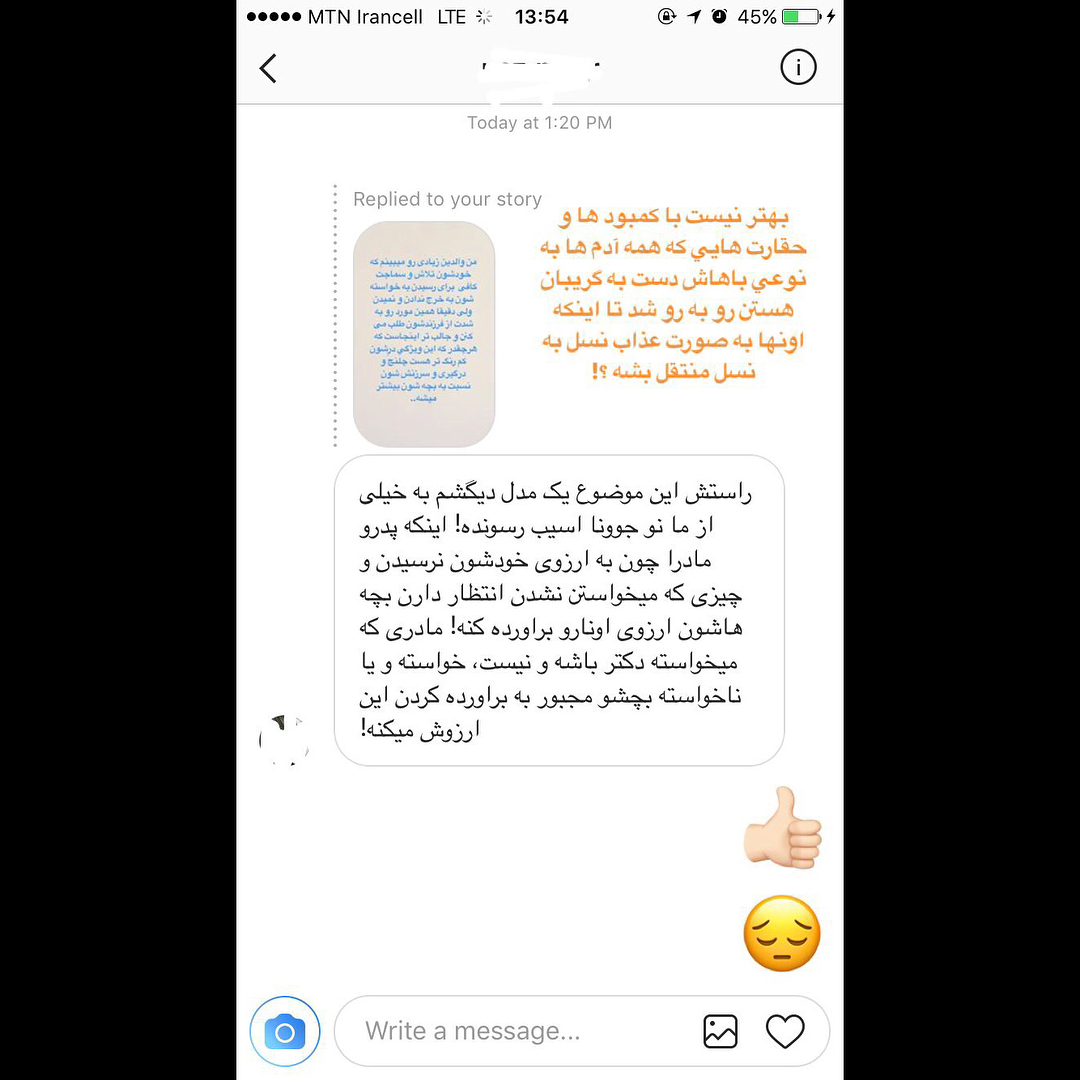 MTN Irancell LTE 13:54 45%
Today at 1:20 PM
Replied to your story
من والدین زیادی رو میبینم که
خودشون تلاش و سماجت
کافی برای رسیدن به خواسته
شون به خرج ندادن و نمیدن
ولی دقیقا همین مورد رو به
شدت از فرزندشون طلب می
کنن و جالب تر اینجاست که
هرچقدر که این ویژگی درشون
کم رنگ تر هست چلنج و
درگیری و سرزنش شون
نسبت به بچه شون بیشتر
میشه..
بهتر نیست با کمبود ها و
حقارت هایي که همه آدم ها به
نوعي باهاش دست به گریبان
هستن رو به رو شد تا اینکه
اونها به صورت عذاب نسل به
نسل منتقل بشه ؟!
راستش این موضوع یک مدل دیگشم به خیلی
از ما نو جوونا اسیب رسونده! اینکه پدرو
مادرا چون به ارزوی خودشون نرسیدن و
چیزی که میخواستن نشدن انتظار دارن بچه
هاشون ارزوی اونارو براورده کنه! مادری که
میخواسته دکتر باشه و نیست، خواسته و یا
ناخواسته بچشو مجبور به براورده کردن این
ارزوش میکنه!
Write a message...